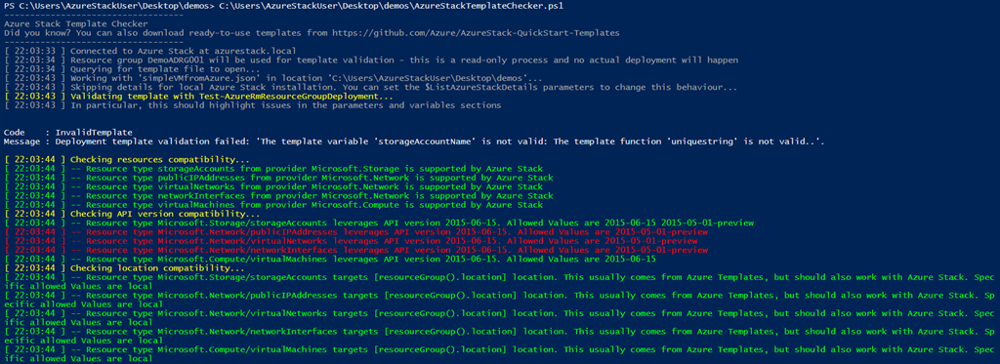 PS C:\Users\AzureStackUser\Desktop\demos> C:\Users\AzureStackUser\Desktop\demos\AzureStackTemplateChecker.ps1
-----------------------------------
Azure Stack Template Checker
Did you know? You can also download ready-to-use templates from https://github.com/Azure/AzureStack-QuickStart-Templates
-----------------------------------
[ 22:03:33 ] Connected to Azure Stack at azurestack.local
[ 22:03:34 ] Resource group DemoADRG001 will be used for template validation - this is a read-only process and no actual deployment will happen
[ 22:03:34 ] Querying for template file to open...
[ 22:03:43 ] Working with 'simpleVMfromAzure.json' in location 'C:\Users\AzureStackUser\Desktop\demos'...
[ 22:03:43 ] Skipping details for local Azure Stack installation. You can set the $ListAzureStackDetails parameters to change this behaviour...
[ 22:03:43 ] Validating template with Test-AzureRmResourceGroupDeployment...
[ 22:03:43 ] In particular, this should highlight issues in the parameters and variables sections
Code    : InvalidTemplate
Message : Deployment template validation failed: 'The template variable 'storageAccountName' is not valid: The template function 'uniquestring' is not valid..'.
[ 22:03:44 ] Checking resources compatibility...
[ 22:03:44 ] -- Resource type storageAccounts from provider Microsoft.Storage is supported by Azure Stack
[ 22:03:44 ] -- Resource type publicIPAddresses from provider Microsoft.Network is supported by Azure Stack
[ 22:03:44 ] -- Resource type virtualNetworks from provider Microsoft.Network is supported by Azure Stack
[ 22:03:44 ] -- Resource type networkInterfaces from provider Microsoft.Network is supported by Azure Stack
[ 22:03:44 ] -- Resource type virtualMachines from provider Microsoft.Compute is supported by Azure Stack
[ 22:03:44 ] Checking API version compatibility...
[ 22:03:44 ] -- Resource type Microsoft.Storage/storageAccounts leverages API version 2015-06-15. Allowed Values are 2015-06-15 2015-05-01-preview
[ 22:03:44 ] -- Resource type Microsoft.Network/publicIPAddresses leverages API version 2015-06-15. Allowed Values are 2015-05-01-preview
[ 22:03:44 ] -- Resource type Microsoft.Network/virtualNetworks leverages API version 2015-06-15. Allowed Values are 2015-05-01-preview
[ 22:03:44 ] -- Resource type Microsoft.Network/networkInterfaces leverages API version 2015-06-15. Allowed Values are 2015-05-01-preview
[ 22:03:44 ] -- Resource type Microsoft.Compute/virtualMachines leverages API version 2015-06-15. Allowed Values are 2015-06-15
[ 22:03:44 ] Checking location compatibility...
[ 22:03:44 ] -- Resource type Microsoft.Storage/storageAccounts targets [resourceGroup().location] location. This usually comes from Azure Templates, but should also work with Azure Stack. Spec
ific allowed Values are local
[ 22:03:44 ] -- Resource type Microsoft.Network/publicIPAddresses targets [resourceGroup().location] location. This usually comes from Azure Templates, but should also work with Azure Stack. Sp
ecific allowed Values are local
[ 22:03:44 ] -- Resource type Microsoft.Network/virtualNetworks targets [resourceGroup().location] location. This usually comes from Azure Templates, but should also work with Azure Stack. Spec
ific allowed Values are local
[ 22:03:44 ] -- Resource type Microsoft.Network/networkInterfaces targets [resourceGroup().location] location. This usually comes from Azure Templates, but should also work with Azure Stack. Sp
ecific allowed Values are local
[ 22:03:44 ] -- Resource type Microsoft.Compute/virtualMachines targets [resourceGroup().location] location. This usually comes from Azure Templates, but should also work with Azure Stack. Spec
ific allowed Values are local